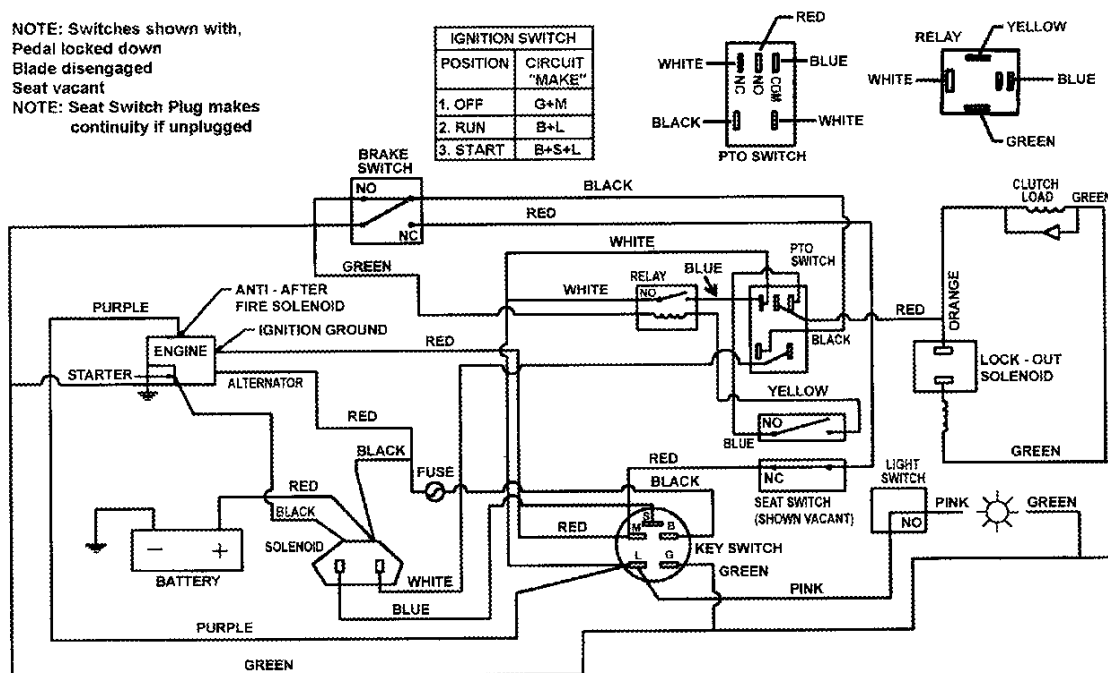 NOTE: Switches shown with,
Pedal locked down
Blade disengaged
Seat vacant
NOTE: Seat Switch Plug makes
continuity if unplugged
IGNITION SWITCH
POSITION
CIRCUIT
"MAKE"
1. OFF
G+M
2. RUN
B+L
3. START
B+S+L
RED
WHITE
BLUE
NC
NO
COM
BLACK
WHITE
PTO SWITCH
RELAY
YELLOW
WHITE
BLUE
GREEN
BRAKE
SWITCH
NO
NC
BLACK
RED
WHITE
GREEN
CLUTCH
LOAD
GREEN
PTO
SWITCH
BLUE
RELAY
NO
WHITE
ANTI - AFTER
FIRE SOLENOID
PURPLE
IGNITION GROUND
RED
RED
ORANGE
BLACK
ENGINE
STARTER
ALTERNATOR
LOCK - OUT
SOLENOID
YELLOW
NO
BLUE
RED
BLACK
FUSE
RED
NC
SEAT SWITCH
(SHOWN VACANT)
BLACK
GREEN
LIGHT
SWITCH
NO
PINK
GREEN
RED
BLACK
SOLENOID
BATTERY
- +
RED
M
S
B
L
G
KEY SWITCH
GREEN
WHITE
BLUE
PINK
PURPLE
GREEN